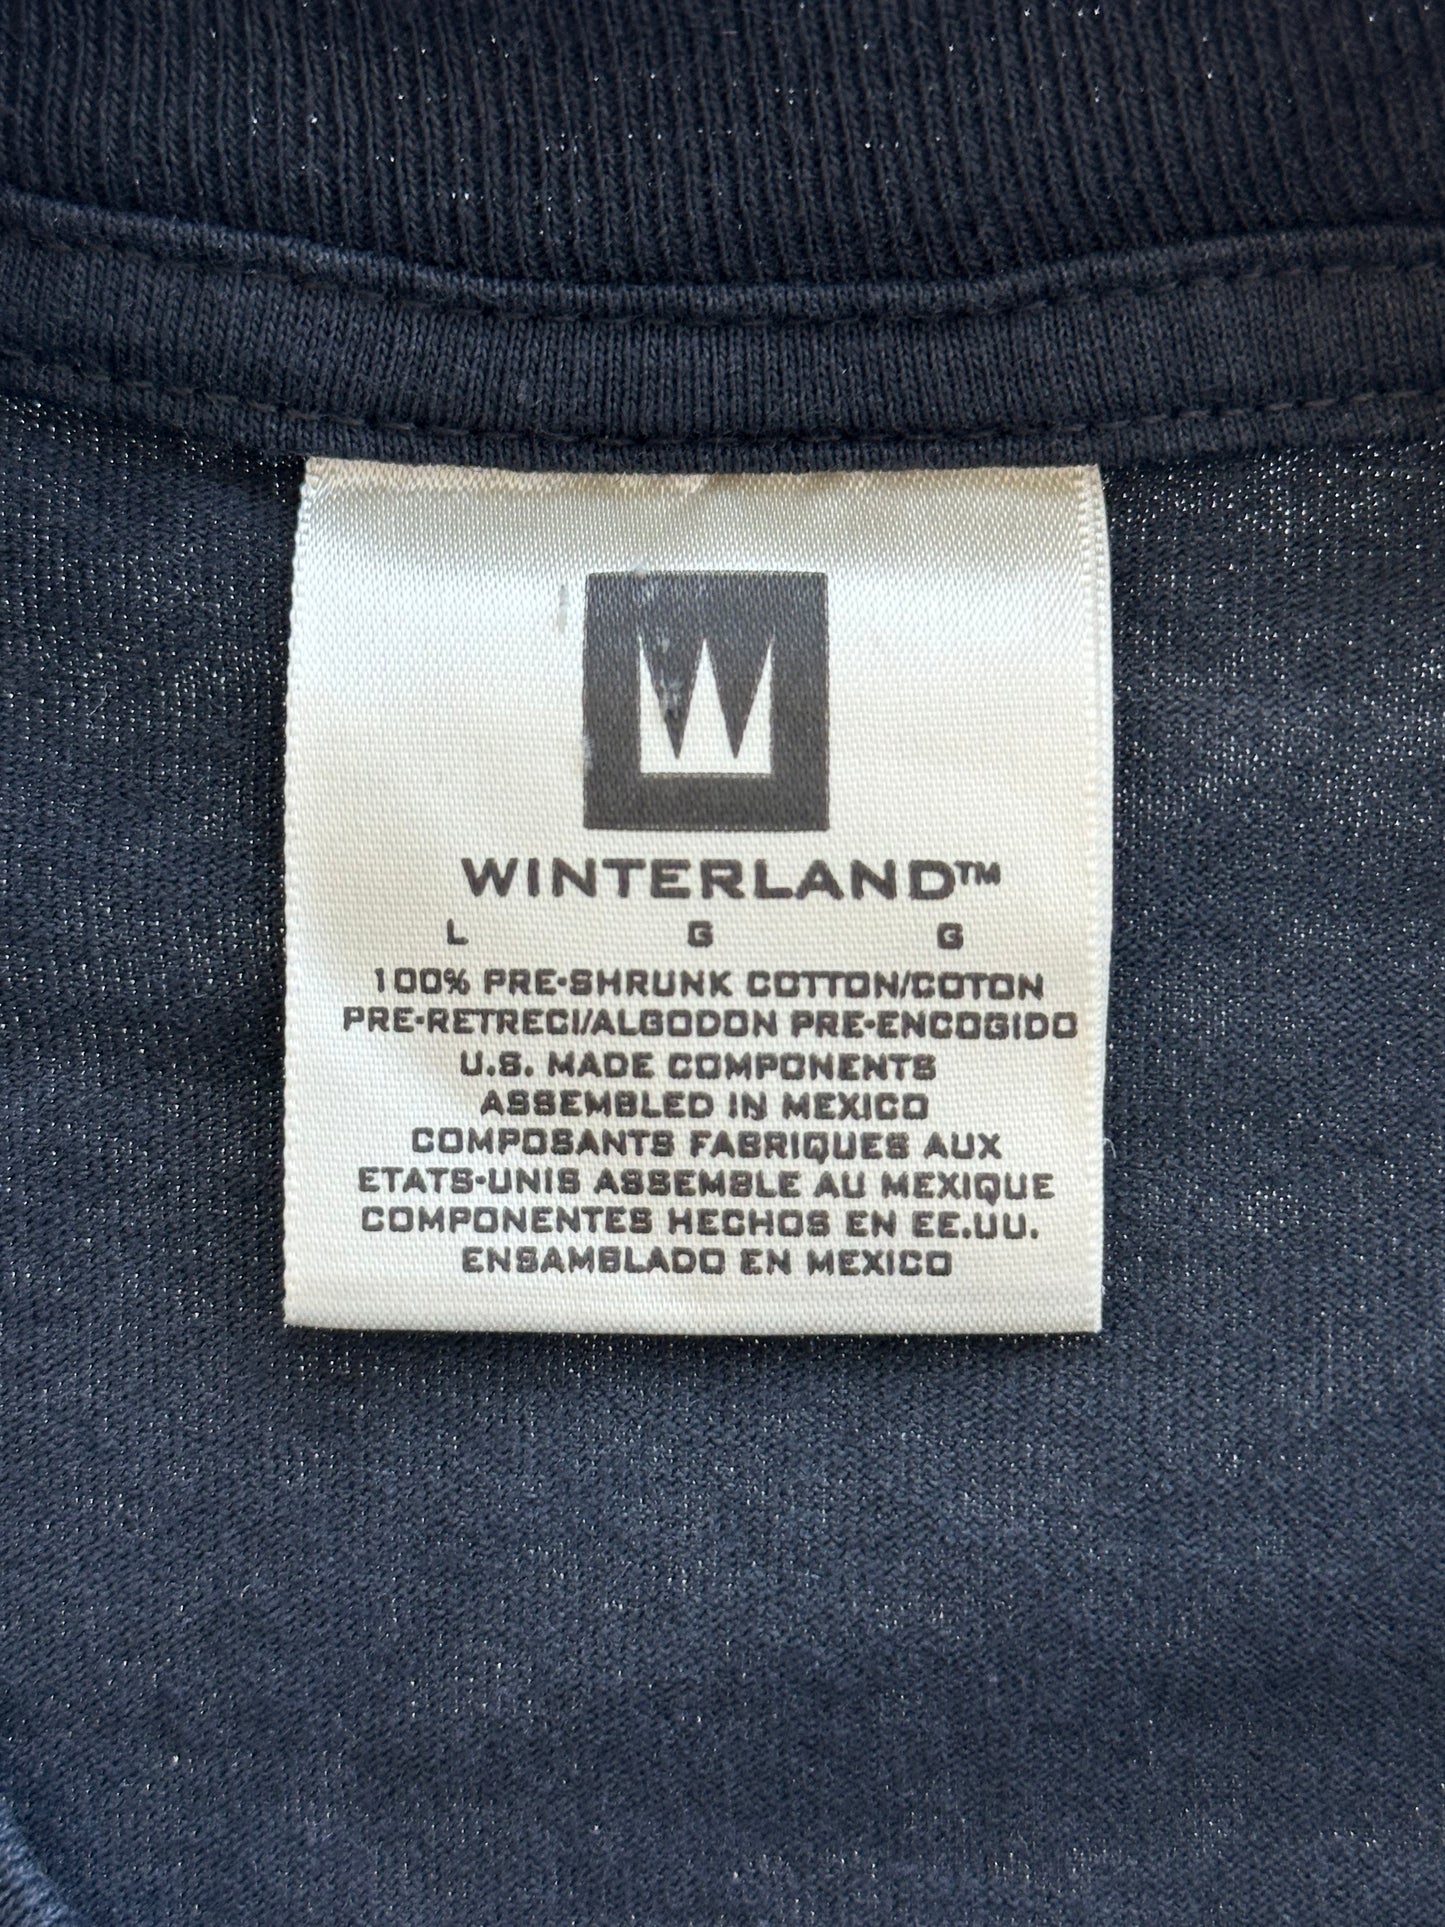 W
WINTERLAND™
L G G
100% PRE-SHRUNK COTTON/COTON
PRE-RETRECI/ALGODON PRE-ENCOGIDO
U.S. MADE COMPONENTS
ASSEMBLED IN MEXICO
COMPOSANTS FABRIQUES AUX
ETATS-UNIS ASSEMBLE AU MEXIQUE
COMPONENTES HECHOS EN EE.UU.
ENSAMBLADO EN MEXICO